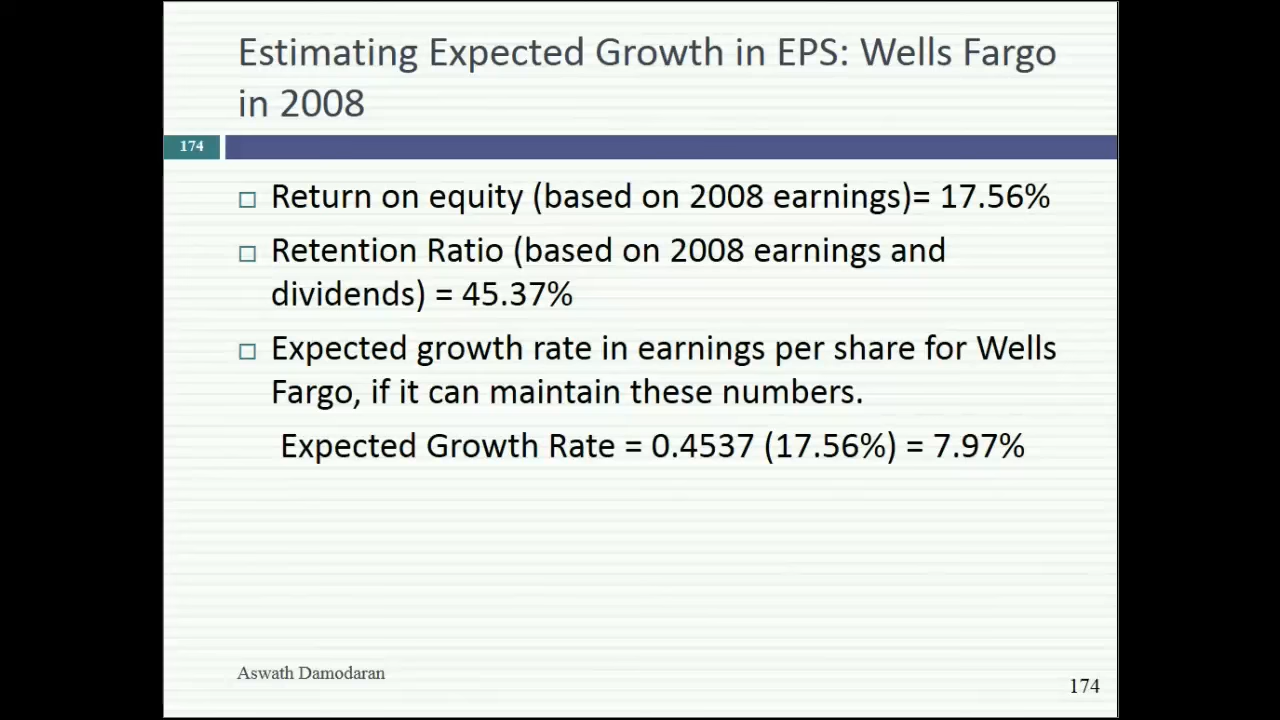 Estimating Expected Growth in EPS: Wells Fargo
in 2008
174
Return on equity (based on 2008 earnings)= 17.56%
Retention Ratio (based on 2008 earnings and
dividends) = 45.37%
Expected growth rate in earnings per share for Wells
Fargo, if it can maintain these numbers.
Expected Growth Rate = 0.4537 (17.56%) = 7.97%
Aswath Damodaran
174